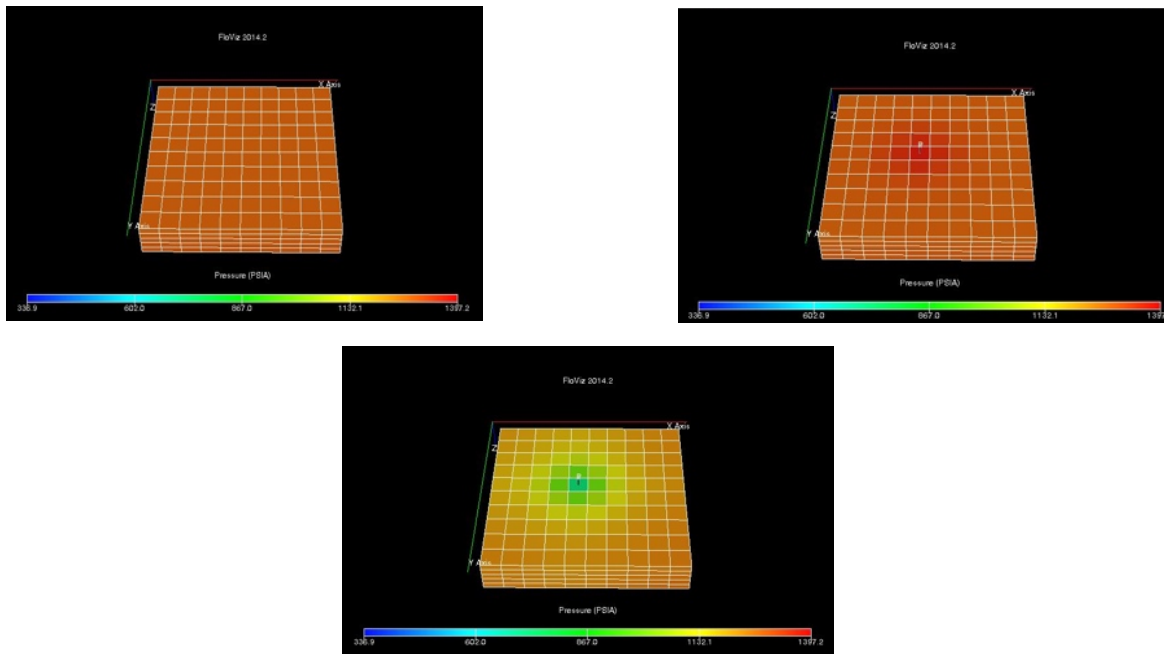 FloViz 2014.2
X Axis
Z
Y Axis
Pressure (PSIA)
336.9 602.0 867.0 1132.1 1397.2
FloViz 2014.2
X Axis
Z
Y Axis
Pressure (PSIA)
336.9 602.0 867.0 1132.1
FloViz 2014.2
X Axis
Z
Y Axis
Pressure (PSIA)
336.9 602.0 867.0 1132.1 1397.2